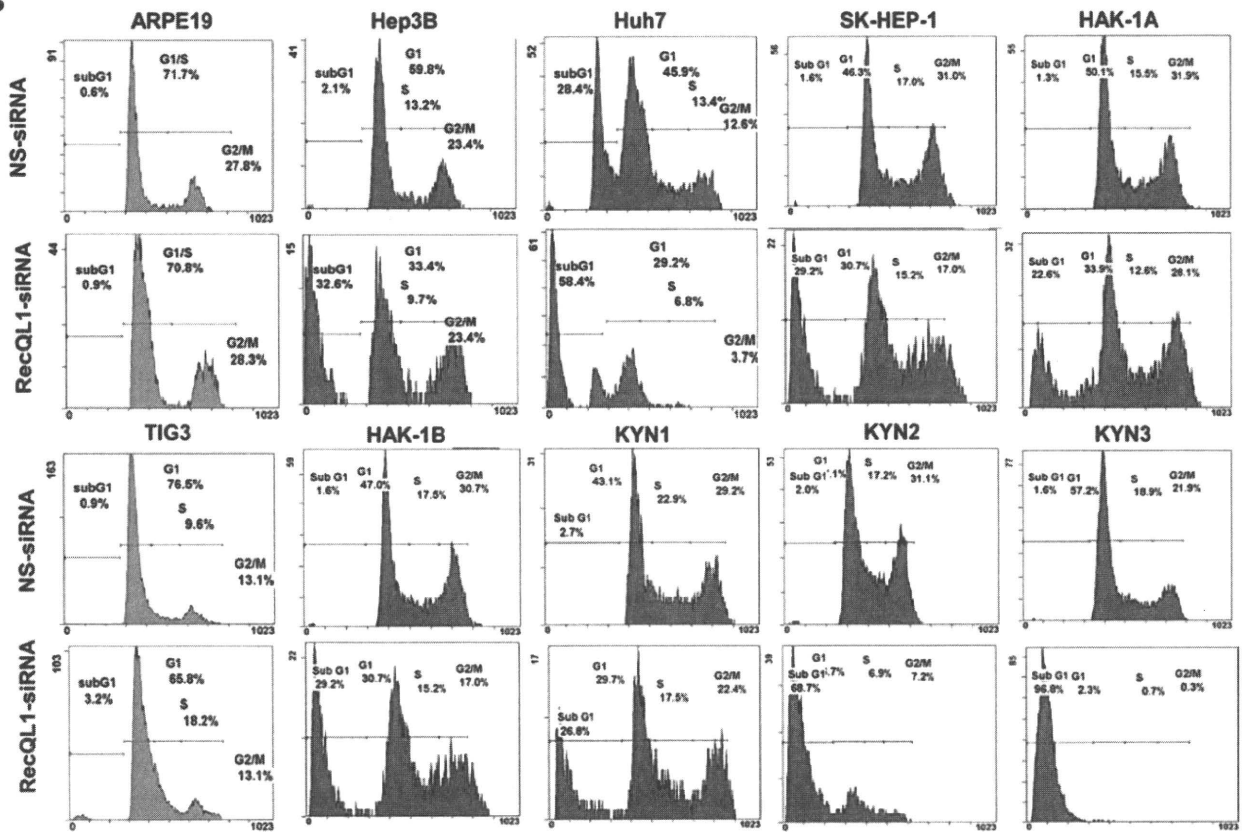 ARPE19
Hep3B
Huh7
SK-HEP-1
HAK-1A
NS-siRNA
91
subG1
0.6%
G1/S
71.7%
G2/M
27.8%
0
1023
41
subG1
2.1%
G1
59.8%
S
13.2%
G2/M
23.4%
0
1023
52
subG1
28.4%
G1
45.9%
S
13.4%
G2/M
12.6%
0
1023
56
Sub G1
1.6%
G1
46.3%
S
17.0%
G2/M
31.0%
0
1023
55
Sub G1
1.3%
G1
50.1%
S
15.5%
G2/M
31.9%
0
1023
RecQL1-siRNA
44
subG1
0.9%
G1/S
70.8%
G2/M
28.3%
0
1023
15
subG1
32.6%
G1
33.4%
S
9.7%
G2/M
23.4%
0
1023
61
subG1
58.4%
G1
29.2%
S
6.8%
G2/M
3.7%
0
1023
22
Sub G1
29.2%
G1
30.7%
S
15.2%
G2/M
17.0%
0
1023
32
Sub G1
22.6%
G1
33.9%
S
12.6%
G2/M
28.1%
0
1023
TIG3
HAK-1B
KYN1
KYN2
KYN3
NS-siRNA
163
subG1
0.9%
G1
76.5%
S
9.6%
G2/M
13.1%
0
1023
59
Sub G1
1.6%
G1
47.0%
S
17.5%
G2/M
30.7%
0
1023
31
Sub G1
2.7%
G1
43.1%
S
22.9%
G2/M
29.2%
0
1023
53
Sub G1
2.0%
G1
S
17.2%
G2/M
31.1%
0
1023
77
Sub G1
1.6%
G1
57.2%
S
18.9%
G2/M
21.9%
0
1023
RecQL1-siRNA
103
subG1
3.2%
G1
65.8%
S
18.2%
G2/M
13.1%
0
1023
22
Sub G1
29.2%
G1
30.7%
S
15.2%
G2/M
17.0%
0
1023
17
Sub G1
26.8%
G1
29.7%
S
17.5%
G2/M
22.4%
0
1023
39
Sub G1
68.7%
G1
S
6.9%
G2/M
7.2%
0
1023
85
Sub G1
96.8%
G1
2.3%
S
0.7%
G2/M
0.3%
0
1023